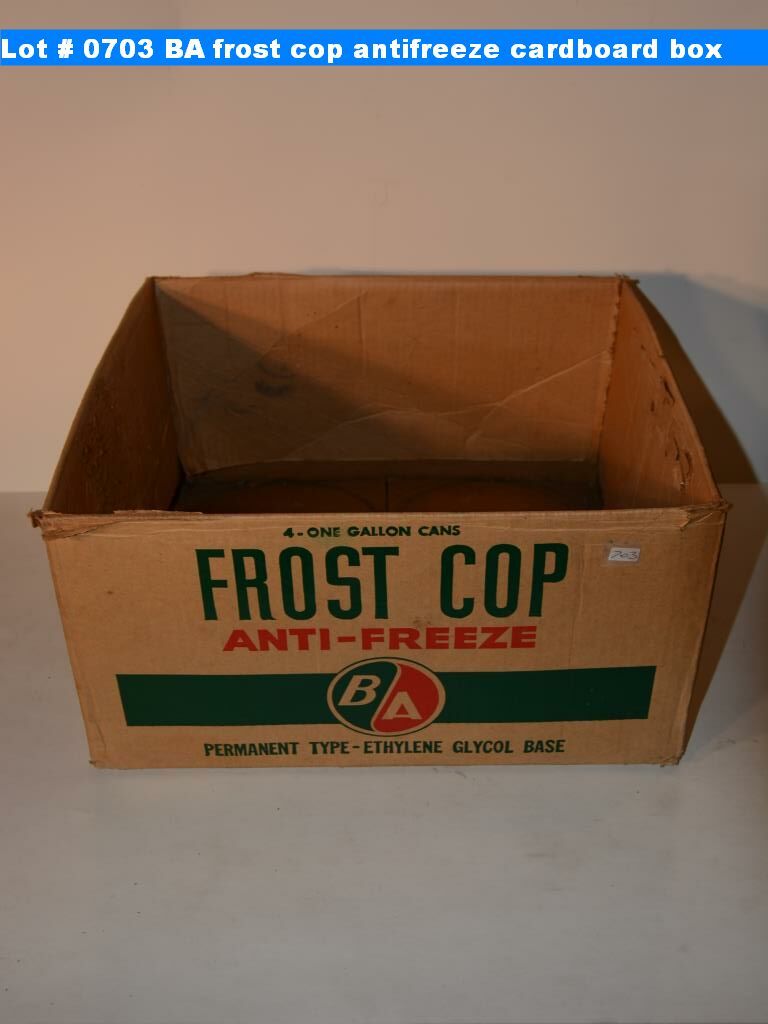 Lot # 0703 BA frost cop antifreeze cardboard box
4-ONE GALLON CANS
FROST COP
703
ANTI-FREEZE
BA
PERMANENT TYPE-ETHYLENE GLYCOL BASE